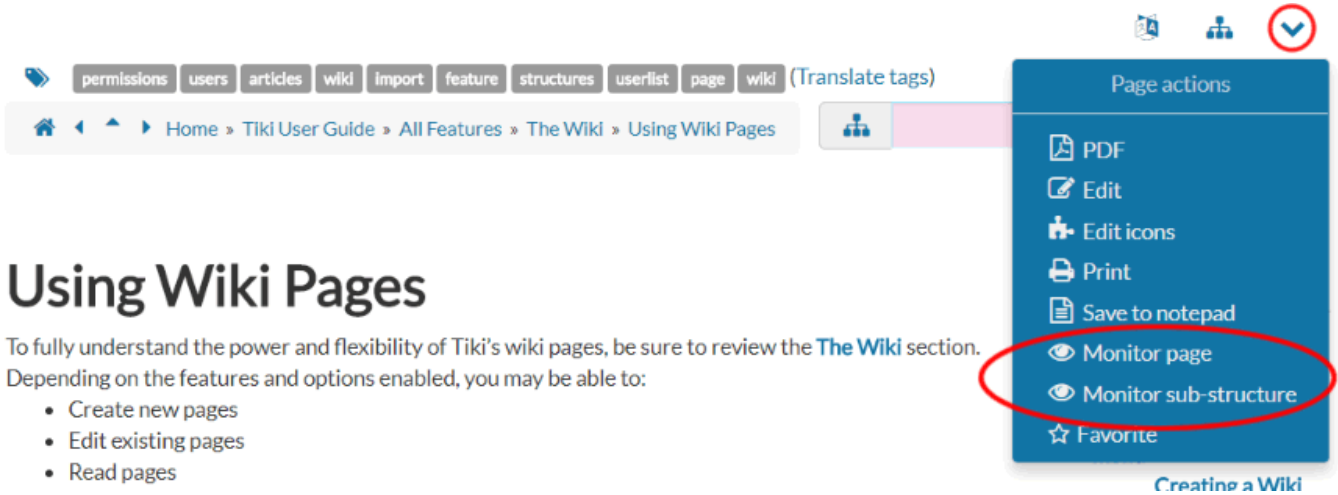 permissions users articles wiki import feature structures userlist page wiki (Translate tags)
Home » Tiki User Guide » All Features » The Wiki » Using Wiki Pages
Page actions
PDF
Edit
Edit icons
Print
Save to notepad
Monitor page
Monitor sub-structure
Favorite
Using Wiki Pages
To fully understand the power and flexibility of Tiki's wiki pages, be sure to review the The Wiki section.
Depending on the features and options enabled, you may be able to:
• Create new pages
• Edit existing pages
• Read pages
Creating a Wiki